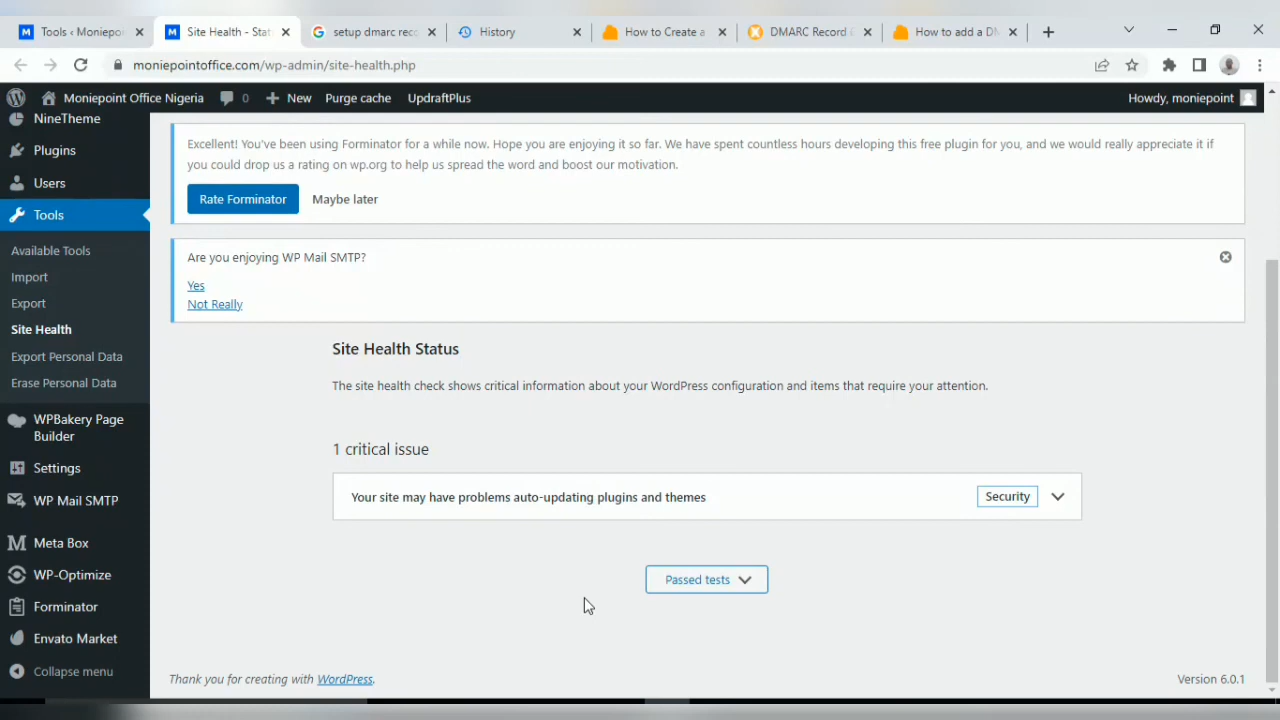 Tools ‹ Moniepoi
Site Health - Stat
setup dmarc reco
History
How to Create a
DMARC Record i
How to add a DM
moniepointoffice.com/wp-admin/site-health.php
Moniepoint Office Nigeria
0
New
Purge cache
UpdraftPlus
Howdy, moniepoint
NineTheme
Plugins
Users
Tools
Available Tools
Import
Export
Site Health
Export Personal Data
Erase Personal Data
WPBakery Page
Builder
Settings
WP Mail SMTP
Meta Box
WP-Optimize
Forminator
Envato Market
Collapse menu
Excellent! You've been using Forminator for a while now. Hope you are enjoying it so far. We have spent countless hours developing this free plugin for you, and we would really appreciate it if
you could drop us a rating on wp.org to help us spread the word and boost our motivation.
Rate Forminator
Maybe later
Are you enjoying WP Mail SMTP?
Yes
Not Really
Site Health Status
The site health check shows critical information about your WordPress configuration and items that require your attention.
1 critical issue
Your site may have problems auto-updating plugins and themes
Security
Passed tests
Thank you for creating with WordPress.
Version 6.0.1